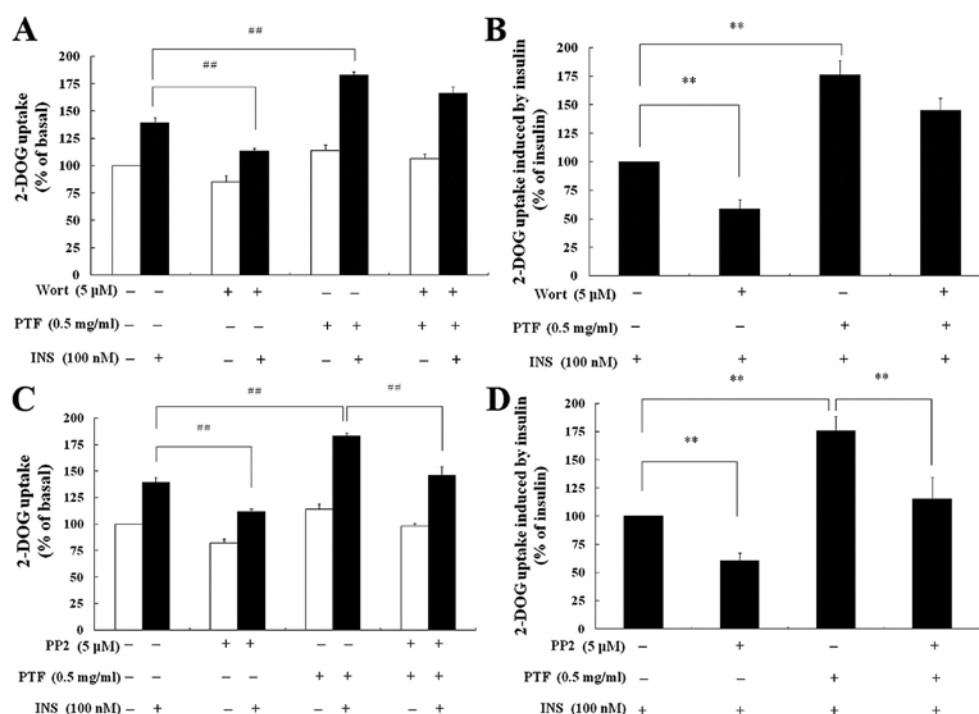 A
2-DOG uptake
(% of basal)
200
175
150
125
100
75
50
25
0
##
##
Wort (5 μM) – – + + – – + +
PTF (0.5 mg/ml) – – – – + + + +
INS (100 nM) – + – + – + – +
B
2-DOG uptake induced by insulin
(% of insulin)
200
175
150
125
100
75
50
25
0
**
**
Wort (5 μM) – + – +
PTF (0.5 mg/ml) – – + +
INS (100 nM) + + + +
C
2-DOG uptake
(% of basal)
200
175
150
125
100
75
50
25
0
##
##
##
PP2 (5 μM) – – + + – – + +
PTF (0.5 mg/ml) – – – – + + + +
INS (100 nM) – + – + – + – +
D
2-DOG uptake induced by insulin
(% of insulin)
200
175
150
125
100
75
50
25
0
**
**
**
PP2 (5 μM) – + – +
PTF (0.5 mg/ml) – – + +
INS (100 nM) + + + +